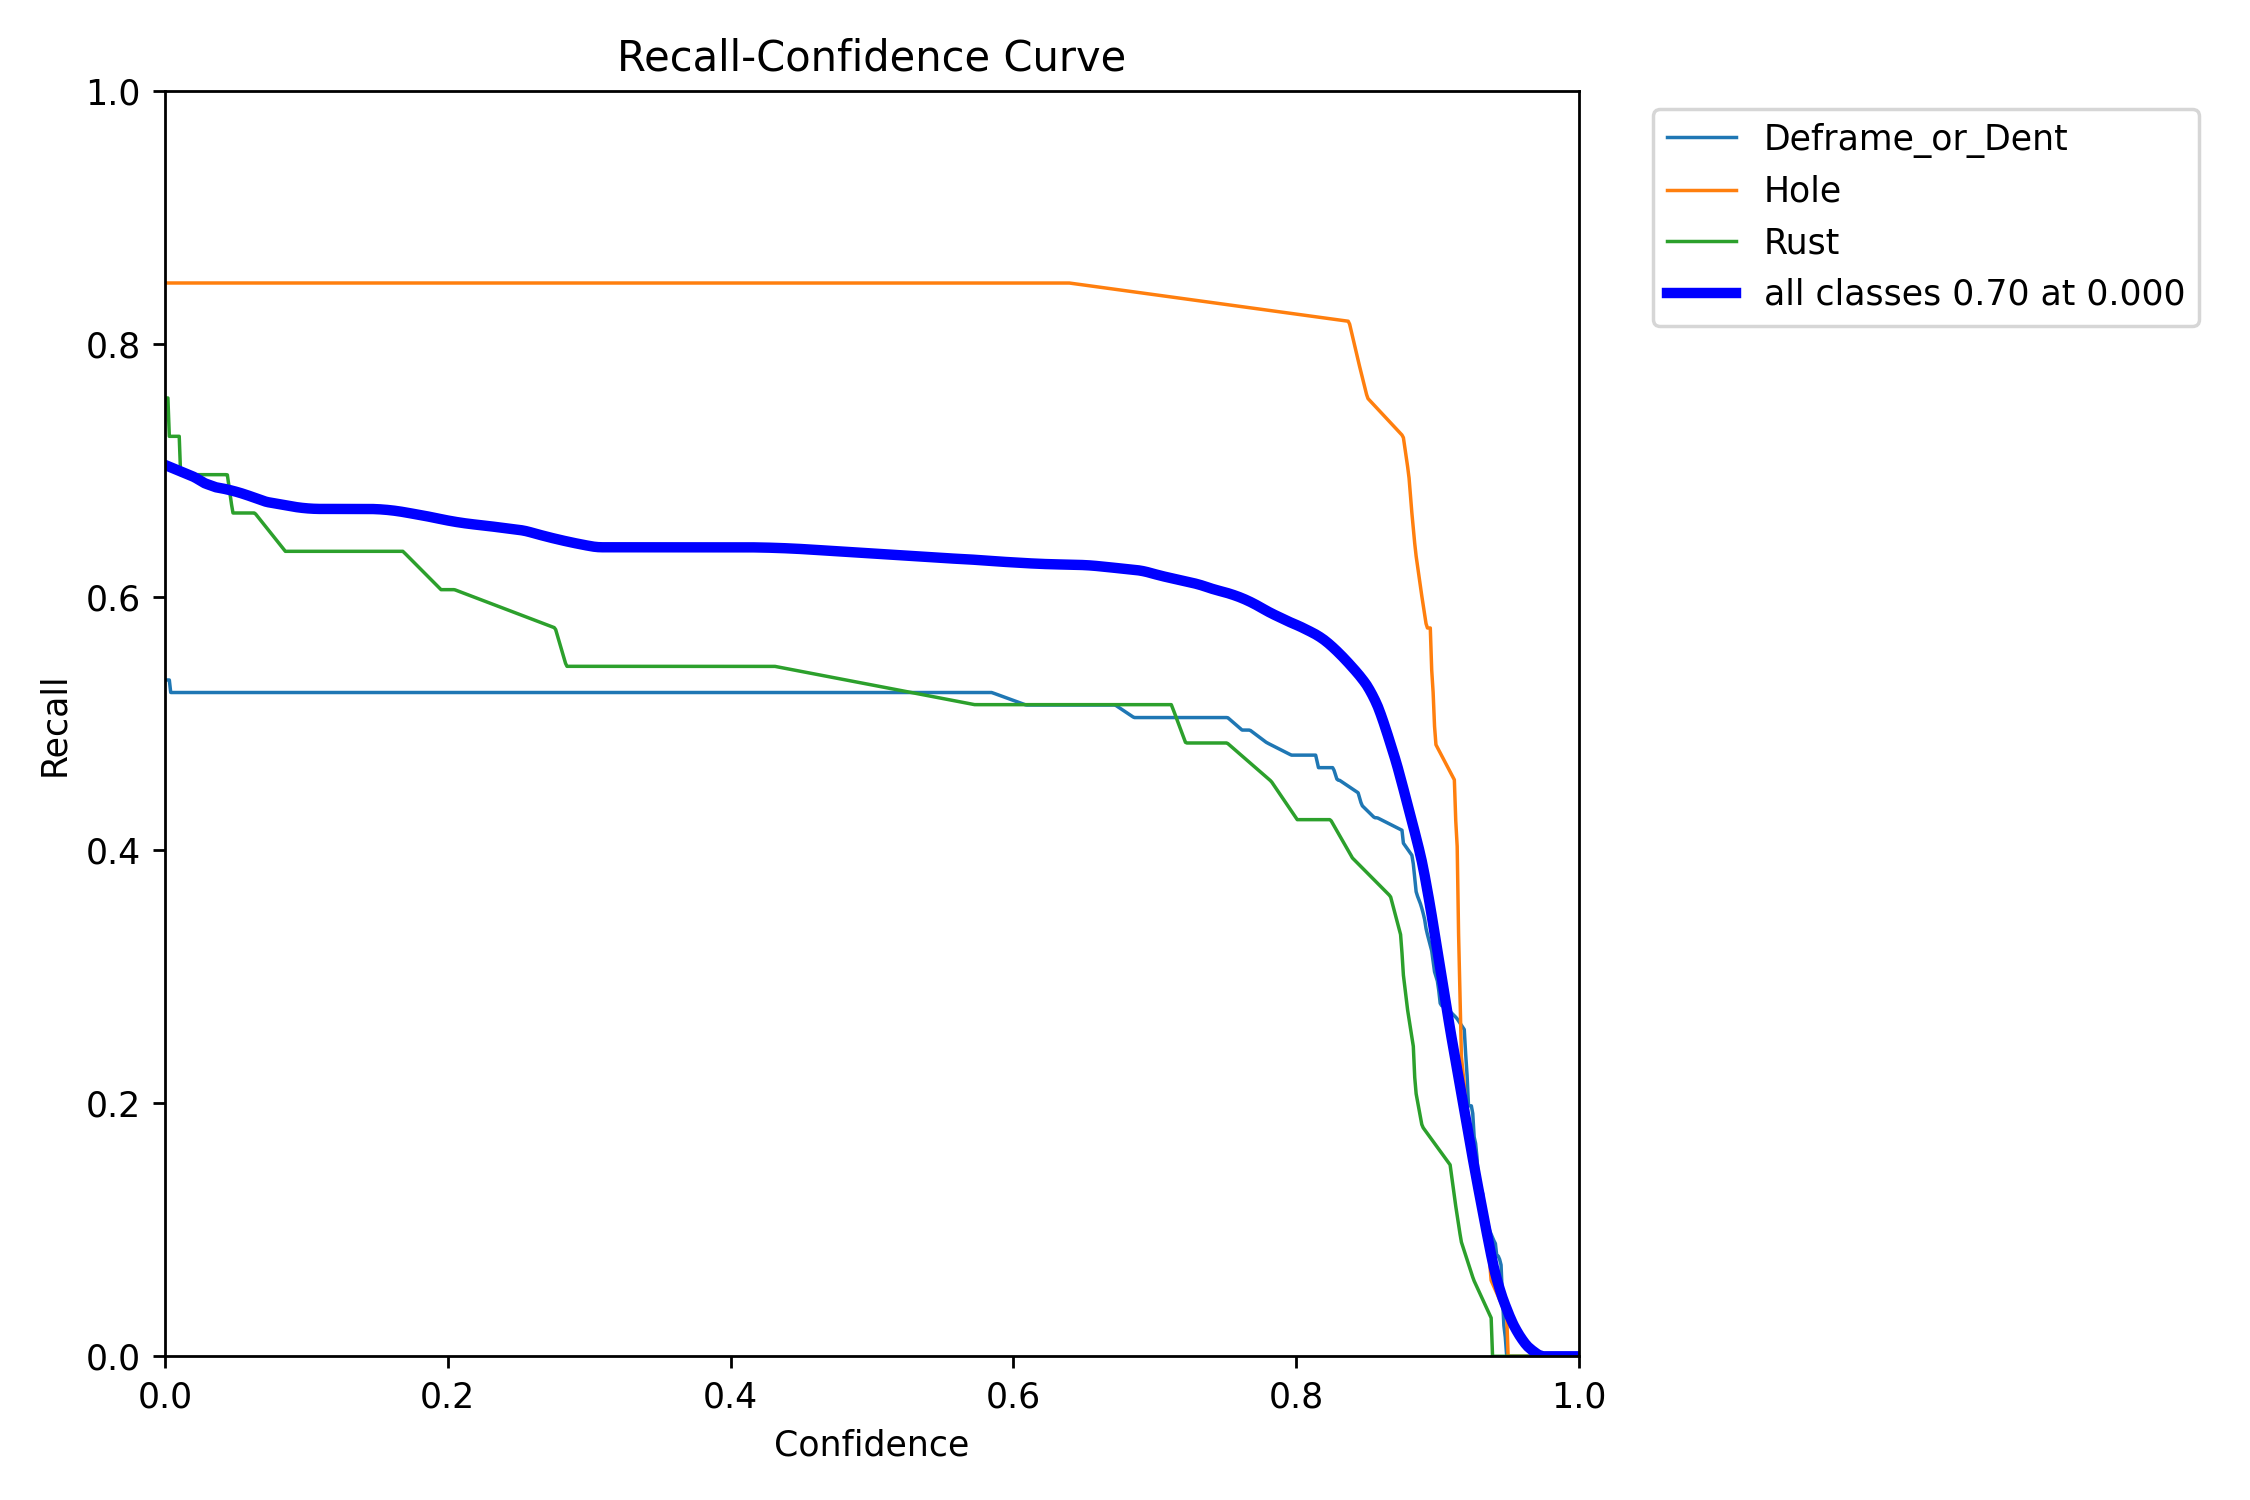 Recall-Confidence Curve
1.0
0.8
0.6
0.4
0.2
0.0
Recall
0.0 0.2 0.4 0.6 0.8 1.0
Confidence
Deframe_or_Dent
Hole
Rust
all classes 0.70 at 0.000